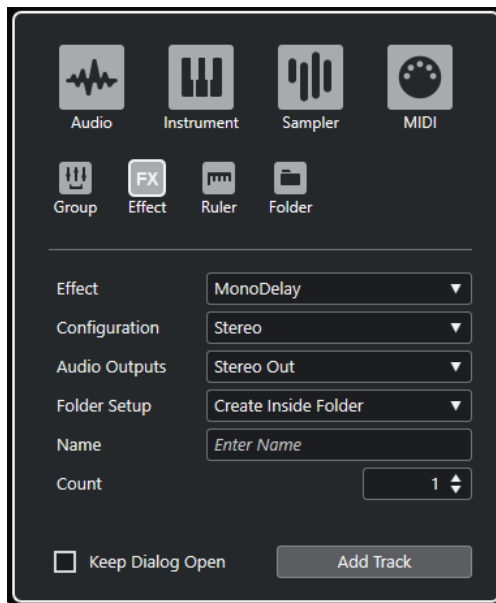 Audio Instrument Sampler MIDI
FX
Group Effect Ruler Folder
Effect MonoDelay
Configuration Stereo
Audio Outputs Stereo Out
Folder Setup Create Inside Folder
Name Enter Name
Count 1
Keep Dialog Open Add Track